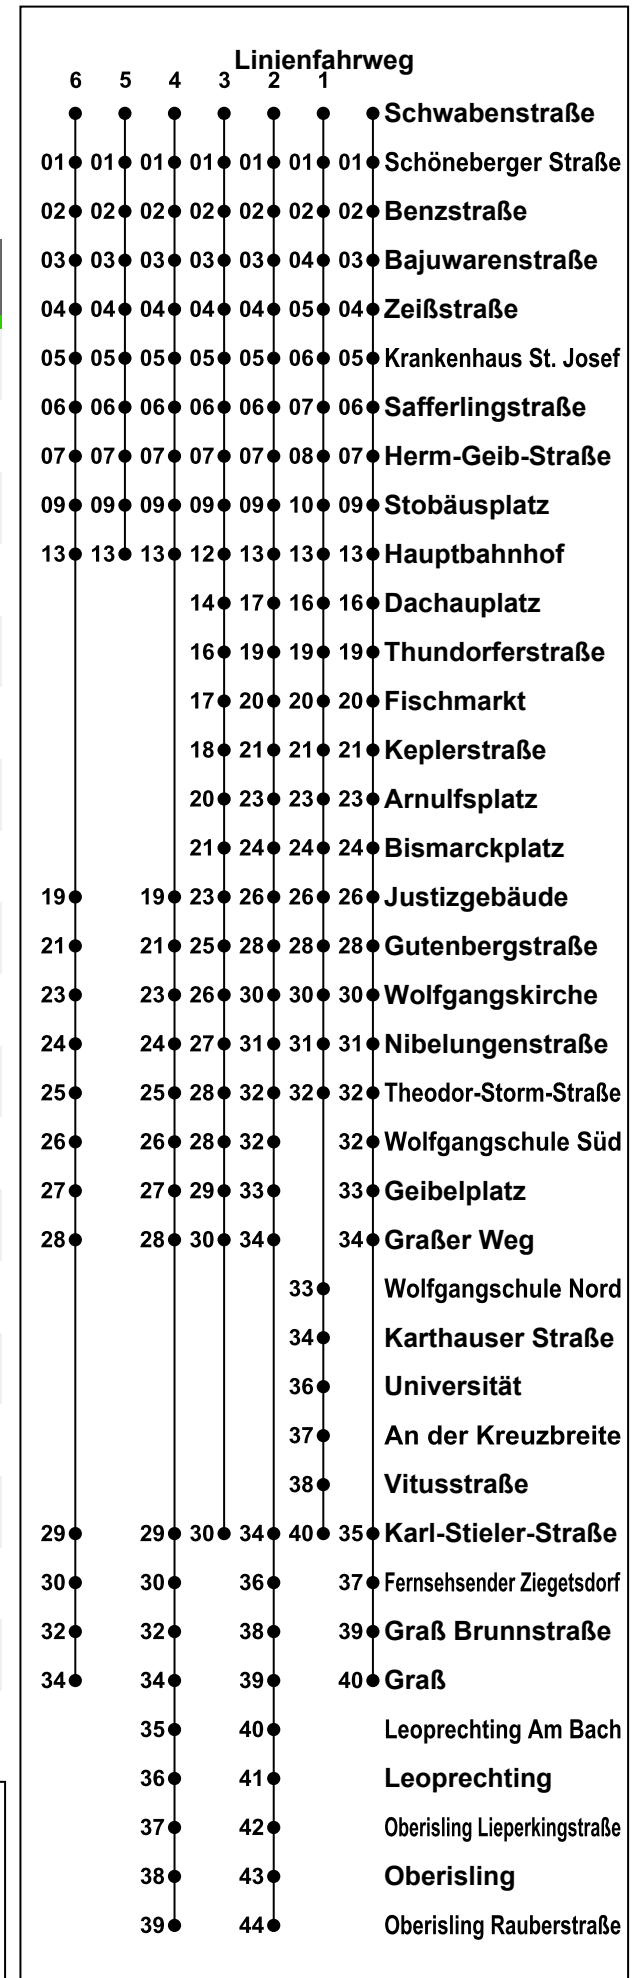 Linienfahrweg
6 5 4 3 2 1
Schwabenstraße
01 01 01 01 01 01 01 Schöneberger Straße
02 02 02 02 02 02 02 Benzstraße
03 03 03 03 03 04 03 Bajuwarenstraße
04 04 04 04 04 05 04 Zeißstraße
05 05 05 05 05 06 05 Krankenhaus St. Josef
06 06 06 06 06 07 06 Safferlingstraße
07 07 07 07 07 08 07 Herm-Geib-Straße
09 09 09 09 09 10 09 Stobäusplatz
13 13 13 12 13 13 13 Hauptbahnhof
14 17 16 16 Dachauplatz
16 19 19 19 Thundorferstraße
17 20 20 20 Fischmarkt
18 21 21 21 Keplerstraße
20 23 23 23 Arnulfsplatz
21 24 24 24 Bismarckplatz
19 19 23 26 26 26 Justizgebäude
21 21 25 28 28 28 Gutenbergstraße
23 23 26 30 30 30 Wolfgangskirche
24 24 27 31 31 31 Nibelungenstraße
25 25 28 32 32 32 Theodor-Storm-Straße
26 26 28 32 32 Wolfgangschule Süd
27 27 29 33 33 Geibelplatz
28 28 30 34 34 Graßer Weg
33 Wolfgangschule Nord
34 Karthauser Straße
36 Universität
37 An der Kreuzbreite
38 Vitusstraße
29 29 30 34 40 35 Karl-Stieler-Straße
30 30 36 37 Fernsehsender Ziegetsdorf
32 32 38 39 Graß Brunnstraße
34 34 39 40 Graß
35 40 Leoprechting Am Bach
36 41 Leoprechting
37 42 Oberisling Lieperkingstraße
38 43 Oberisling
39 44 Oberisling Rauberstraße